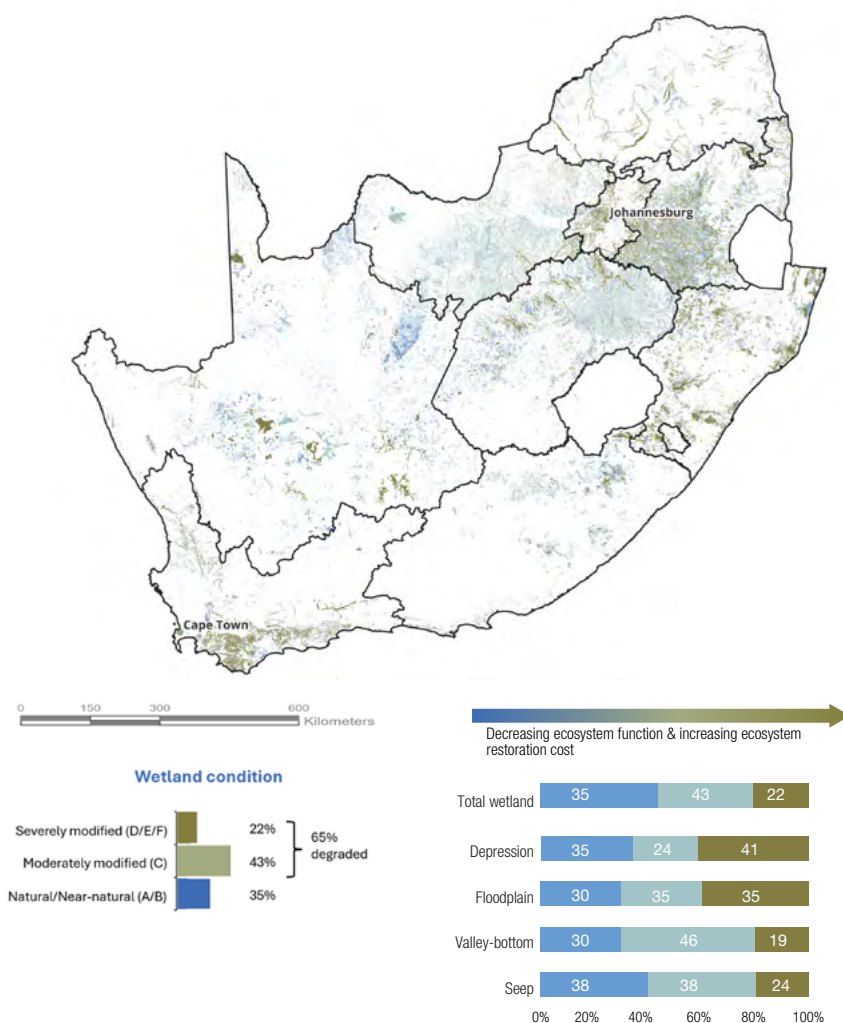 Johannesburg
Cape Town
0 150 300 600
Kilometers
Decreasing ecosystem function & increasing ecosystem
restoration cost
Wetland condition
Severely modified (D/E/F) 22%
Moderately modified (C) 43%
Natural/Near-natural (A/B) 35%
65%
degraded
Total wetland 35 43 22
Depression 35 24 41
Floodplain 30 35 35
Valley-bottom 30 46 19
Seep 38 38 24
0% 20% 40% 60% 80% 100%